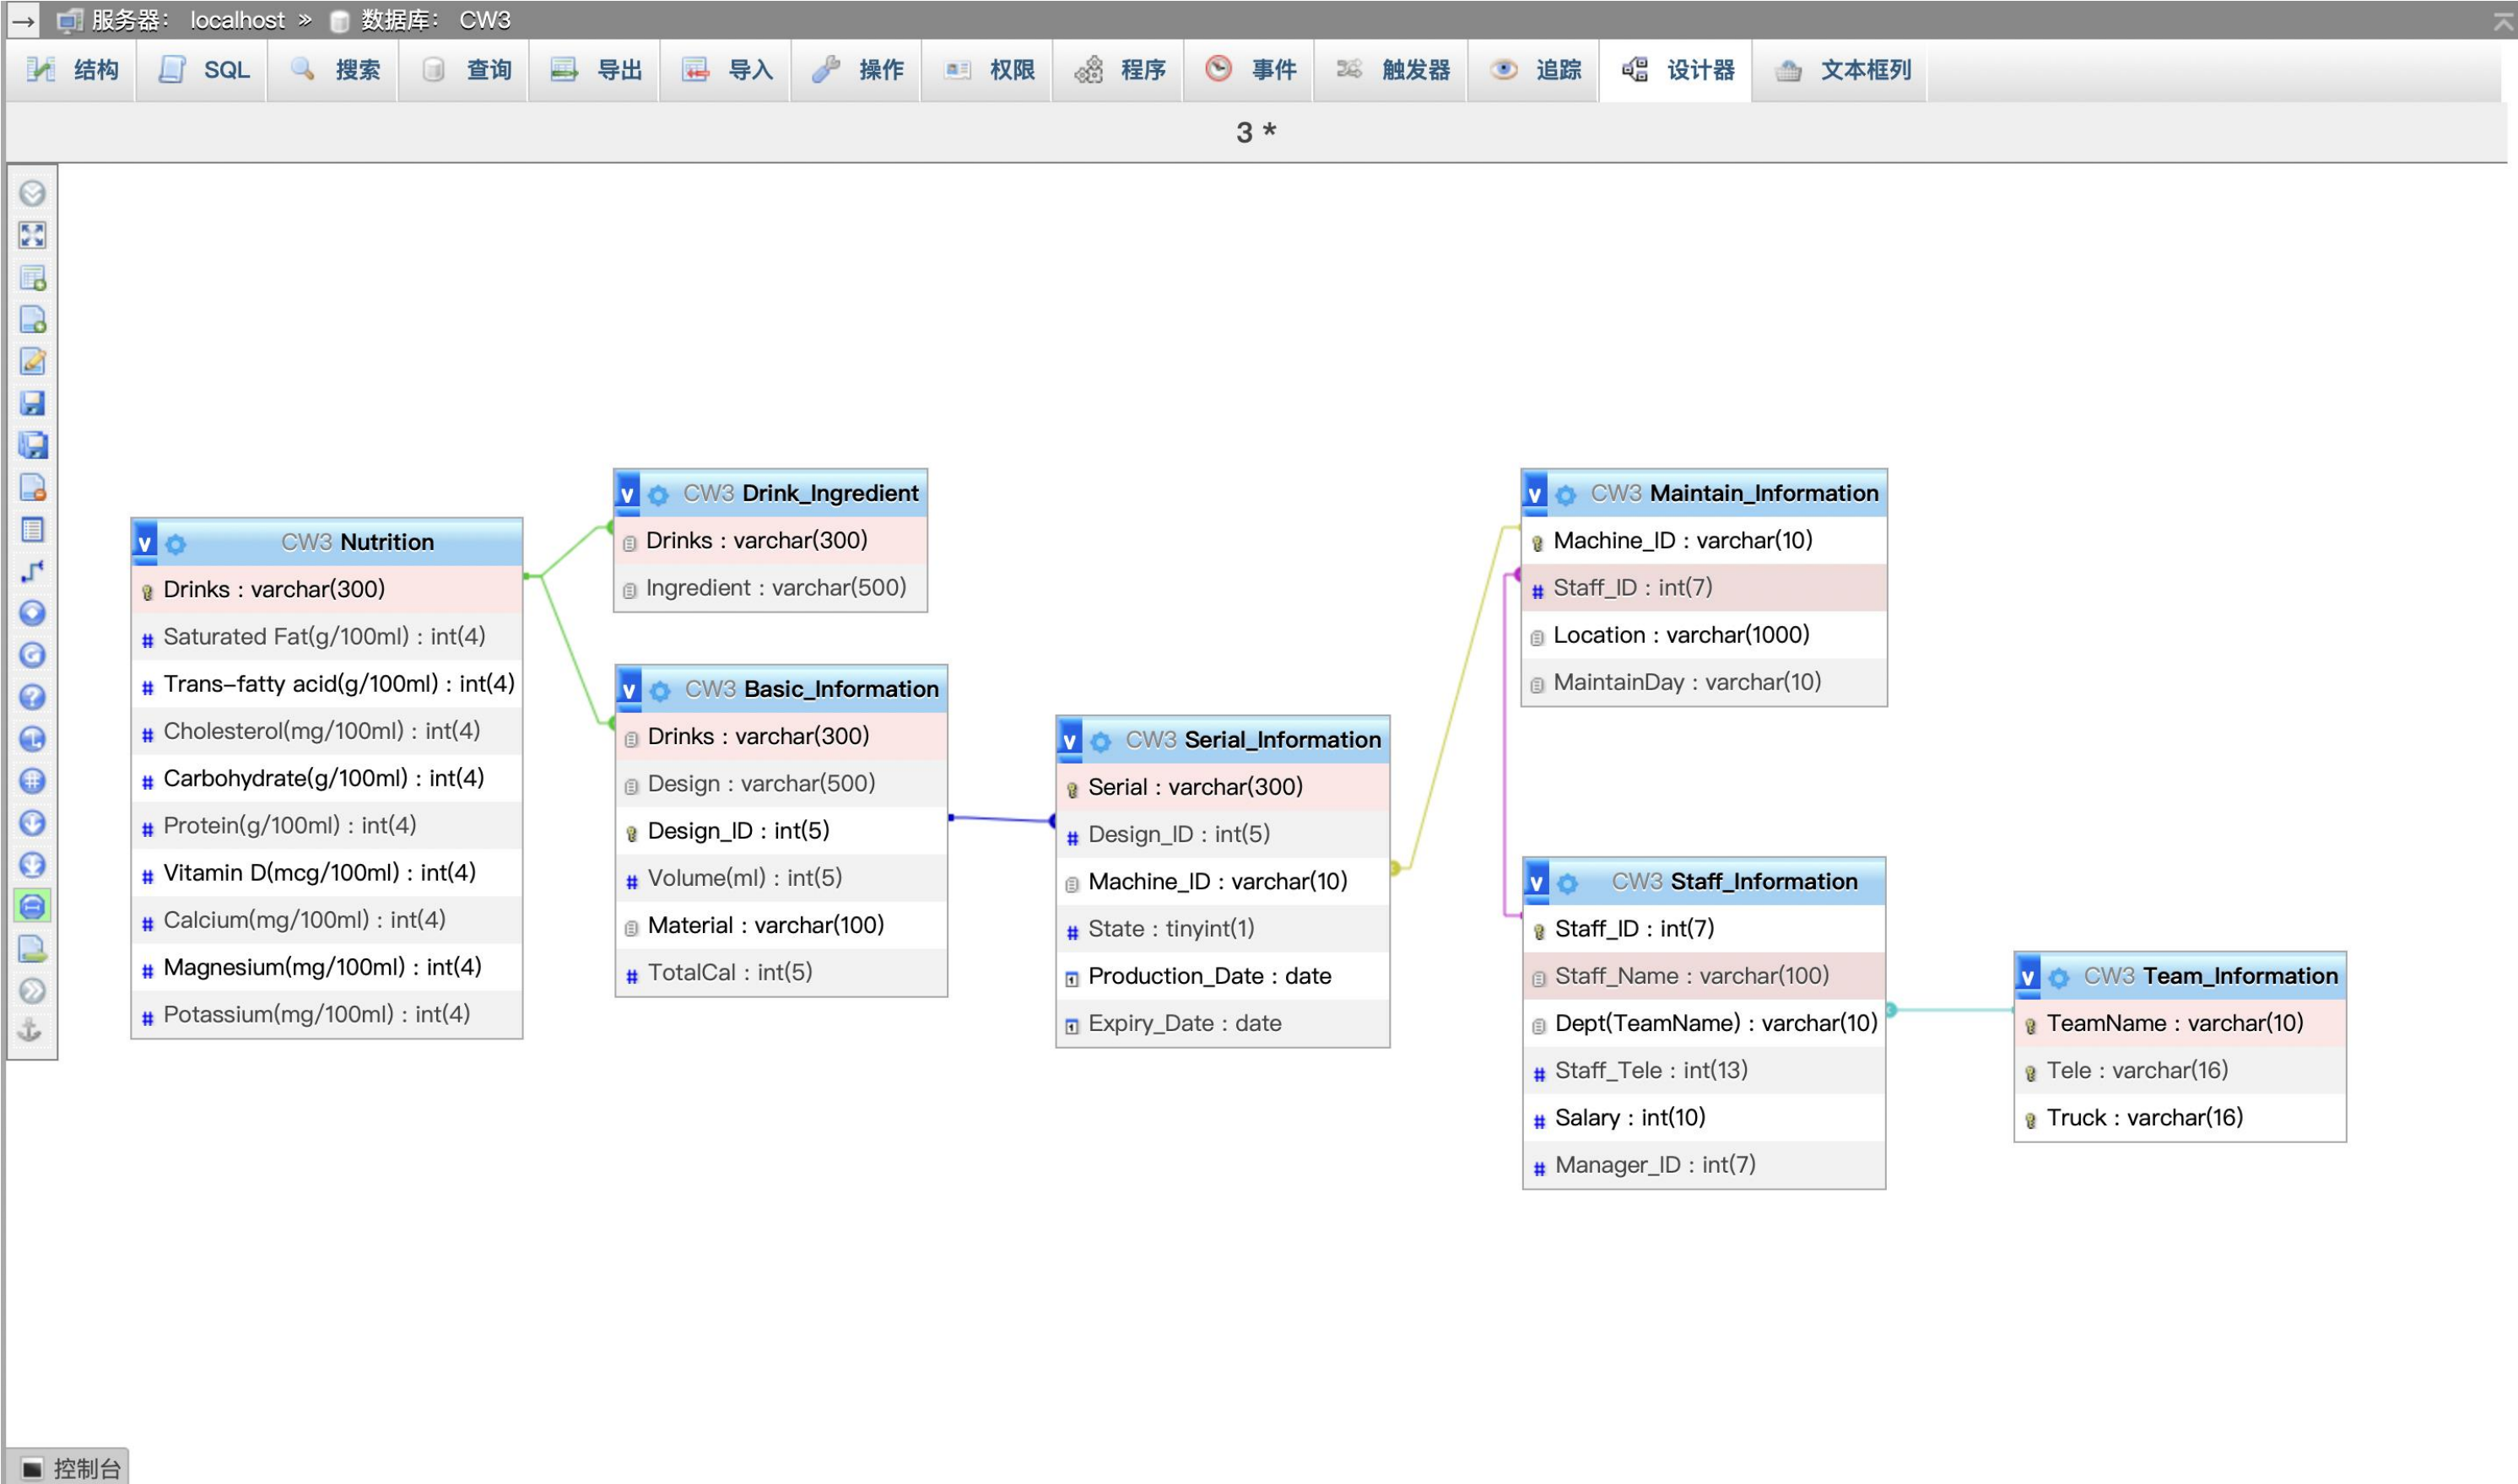 → 服务器: localhost » 数据库: CW3
结构 SQL 搜索 查询 导出 导入 操作 权限 程序 事件 触发器 追踪 设计器 文本框列
3 *
v CW3 Nutrition
Drinks : varchar(300)
# Saturated Fat(g/100ml) : int(4)
# Trans-fatty acid(g/100ml) : int(4)
# Cholesterol(mg/100ml) : int(4)
# Carbohydrate(g/100ml) : int(4)
# Protein(g/100ml) : int(4)
# Vitamin D(mcg/100ml) : int(4)
# Calcium(mg/100ml) : int(4)
# Magnesium(mg/100ml) : int(4)
# Potassium(mg/100ml) : int(4)
v CW3 Drink_Ingredient
Drinks : varchar(300)
Ingredient : varchar(500)
v CW3 Basic_Information
Drinks : varchar(300)
Design : varchar(500)
Design_ID : int(5)
# Volume(ml) : int(5)
Material : varchar(100)
# TotalCal : int(5)
v CW3 Serial_Information
Serial : varchar(300)
# Design_ID : int(5)
Machine_ID : varchar(10)
# State : tinyint(1)
Production_Date : date
Expiry_Date : date
v CW3 Maintain_Information
Machine_ID : varchar(10)
# Staff_ID : int(7)
Location : varchar(1000)
MaintainDay : varchar(10)
v CW3 Staff_Information
Staff_ID : int(7)
Staff_Name : varchar(100)
Dept(TeamName) : varchar(10)
# Staff_Tele : int(13)
# Salary : int(10)
# Manager_ID : int(7)
v CW3 Team_Information
TeamName : varchar(10)
Tele : varchar(16)
Truck : varchar(16)
控制台